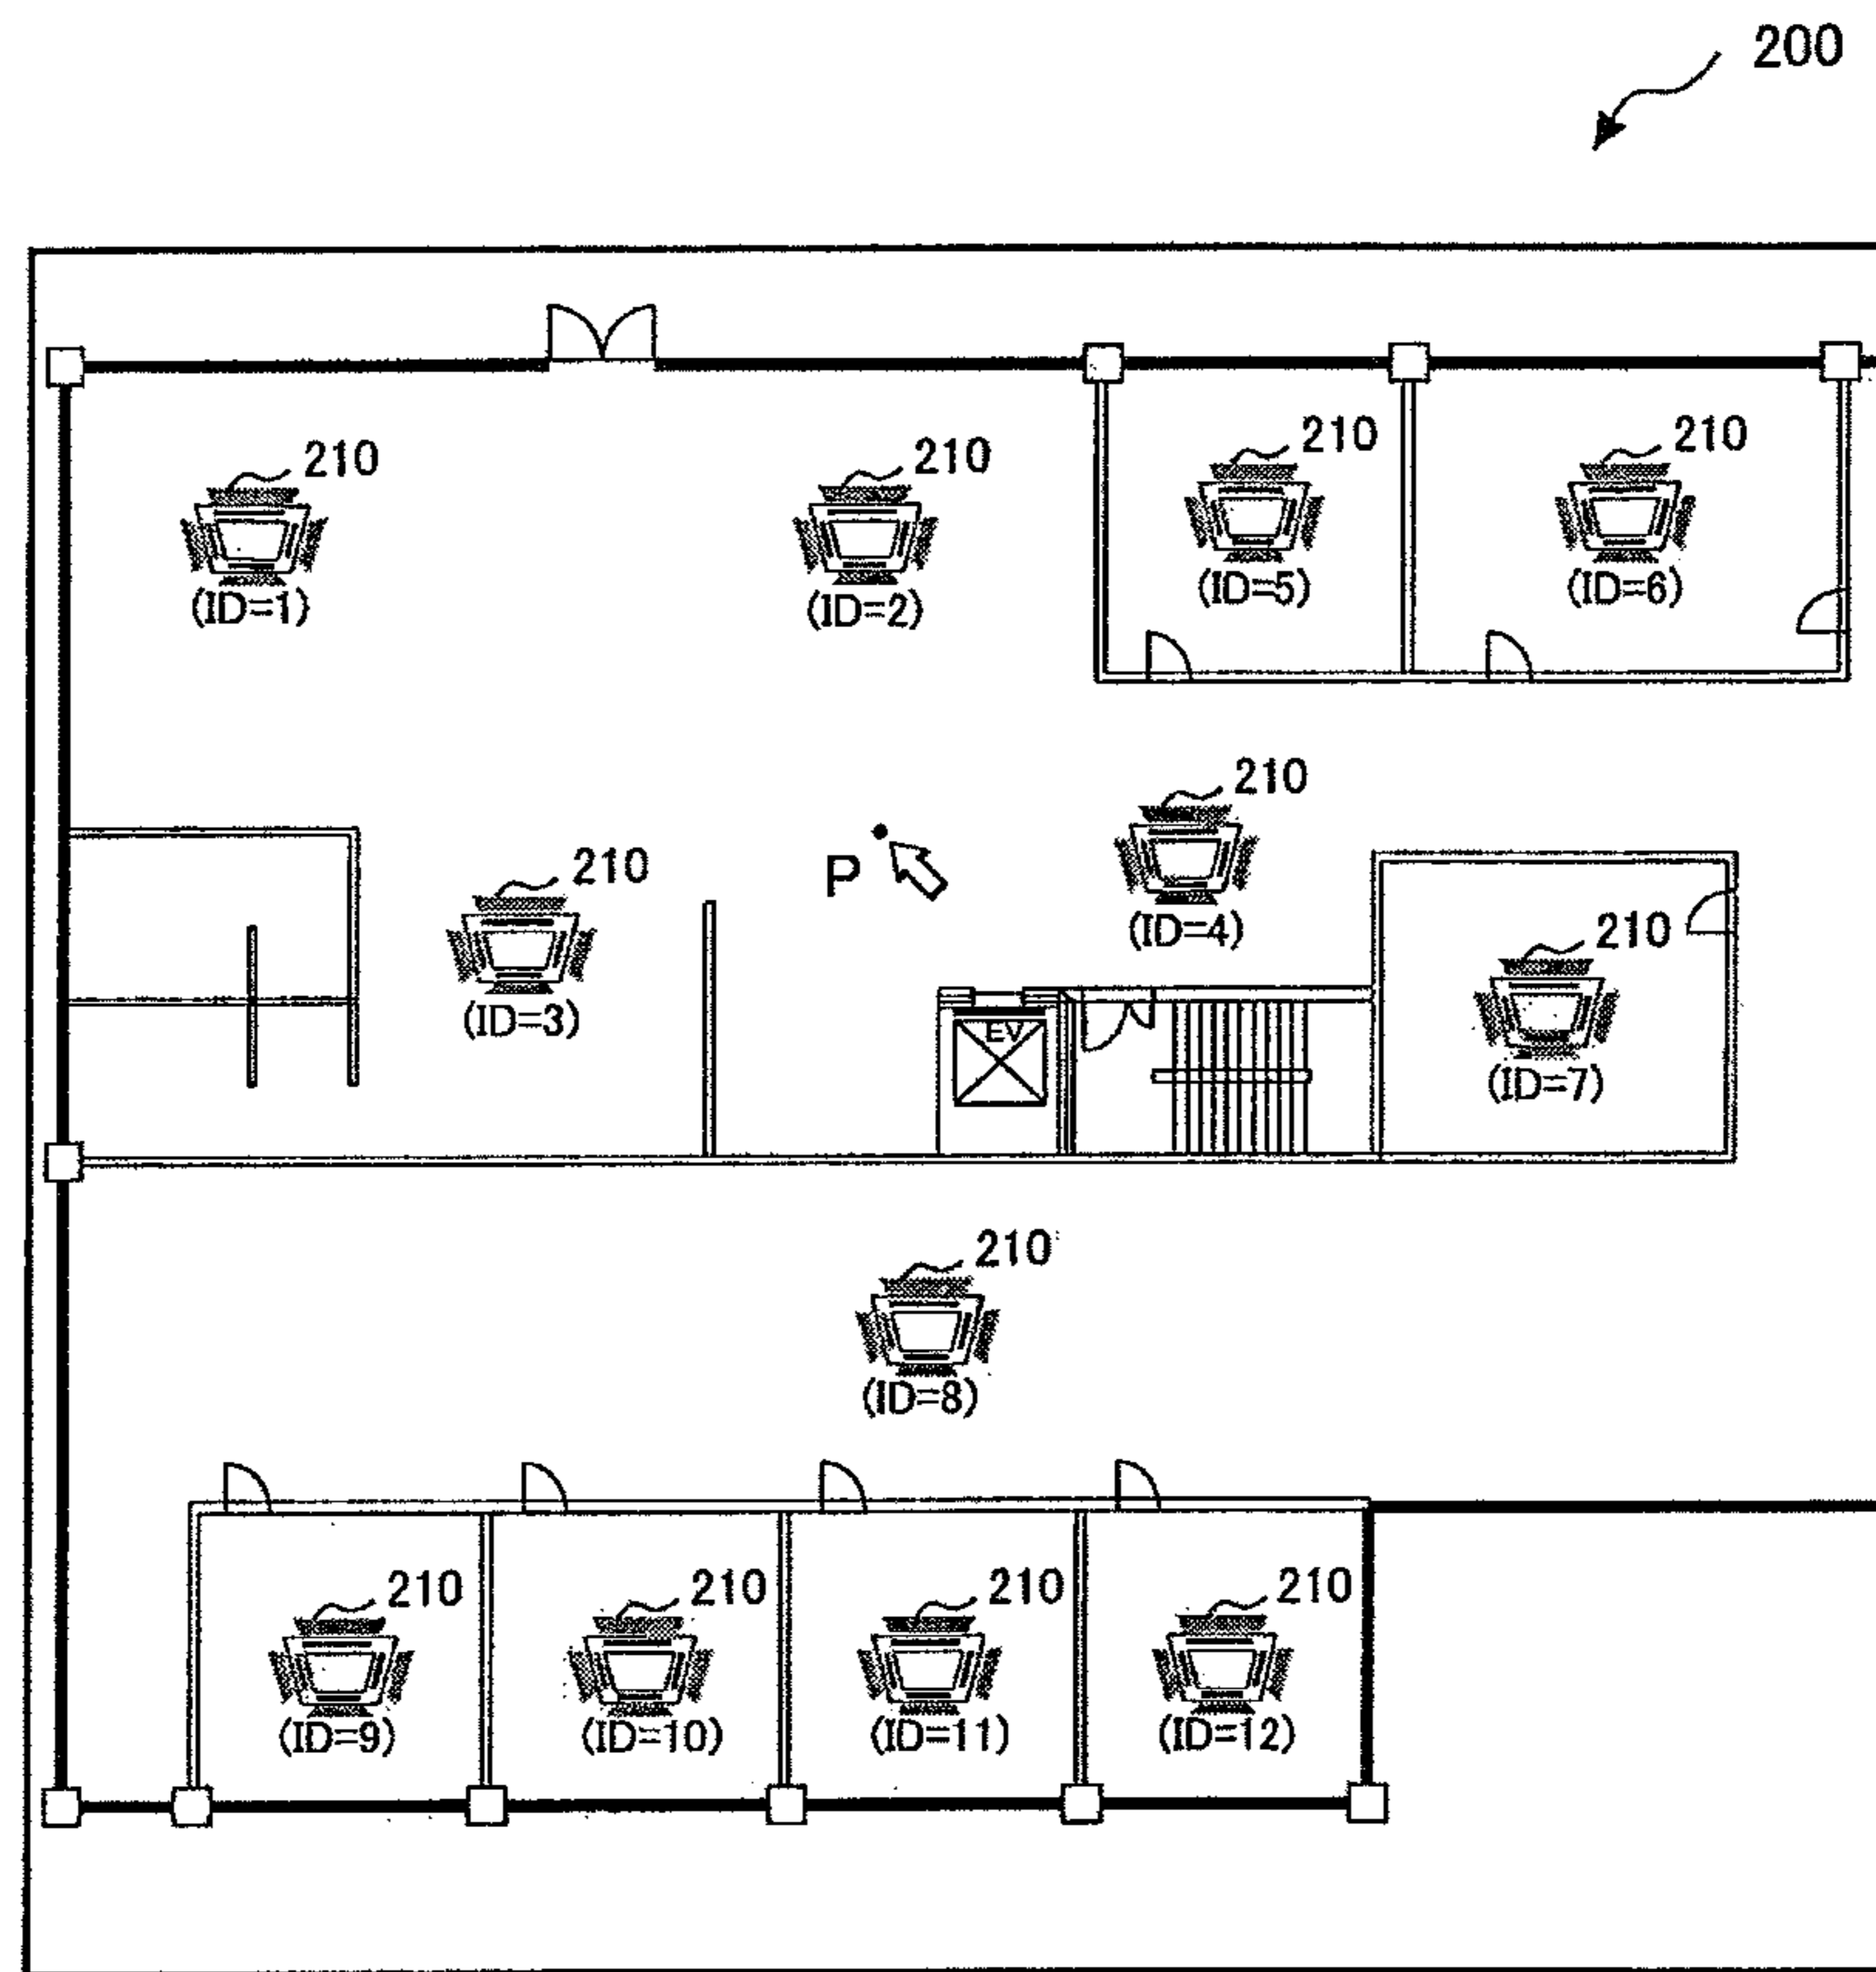 200
210
(ID=1)
210
(ID=2)
210
(ID=5)
210
(ID=6)
P
210
(ID=3)
210
(ID=4)
EV
210
(ID=7)
210
(ID=8)
210
(ID=9)
210
(ID=10)
210
(ID=11)
210
(ID=12)